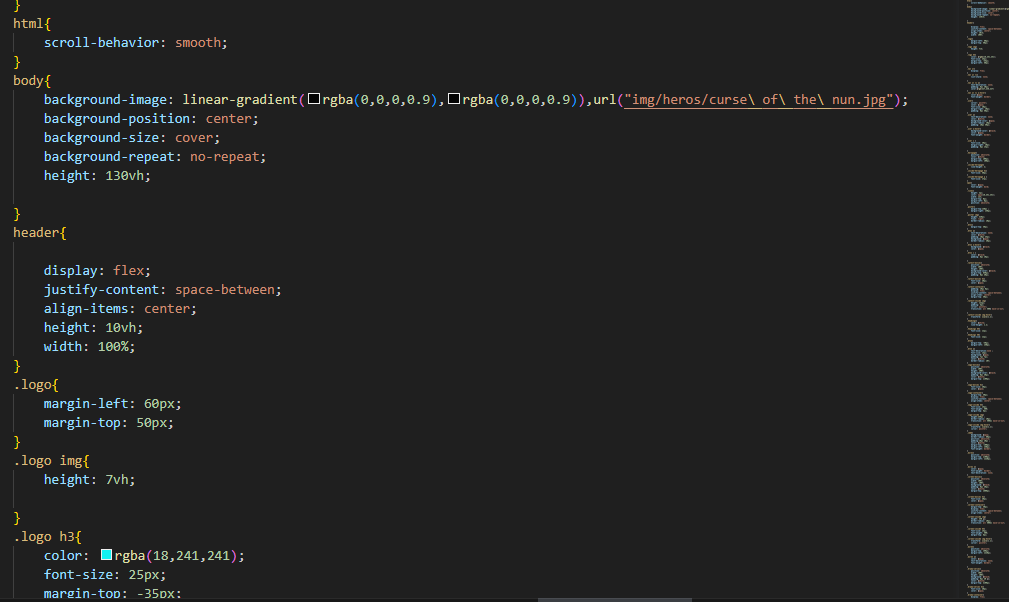 }
html{
    scroll-behavior: smooth;
}
body{
    background-image: linear-gradient(rgba(0,0,0,0.9),rgba(0,0,0,0.9)),url("img/heros/curse\ of\ the\ nun.jpg");
    background-position: center;
    background-size: cover;
    background-repeat: no-repeat;
    height: 130vh;
}
header{
    display: flex;
    justify-content: space-between;
    align-items: center;
    height: 10vh;
    width: 100%;
}
.logo{
    margin-left: 60px;
    margin-top: 50px;
}
.logo img{
    height: 7vh;
}
.logo h3{
    color: rgba(18,241,241);
    font-size: 25px;
    margin-top: -35px;